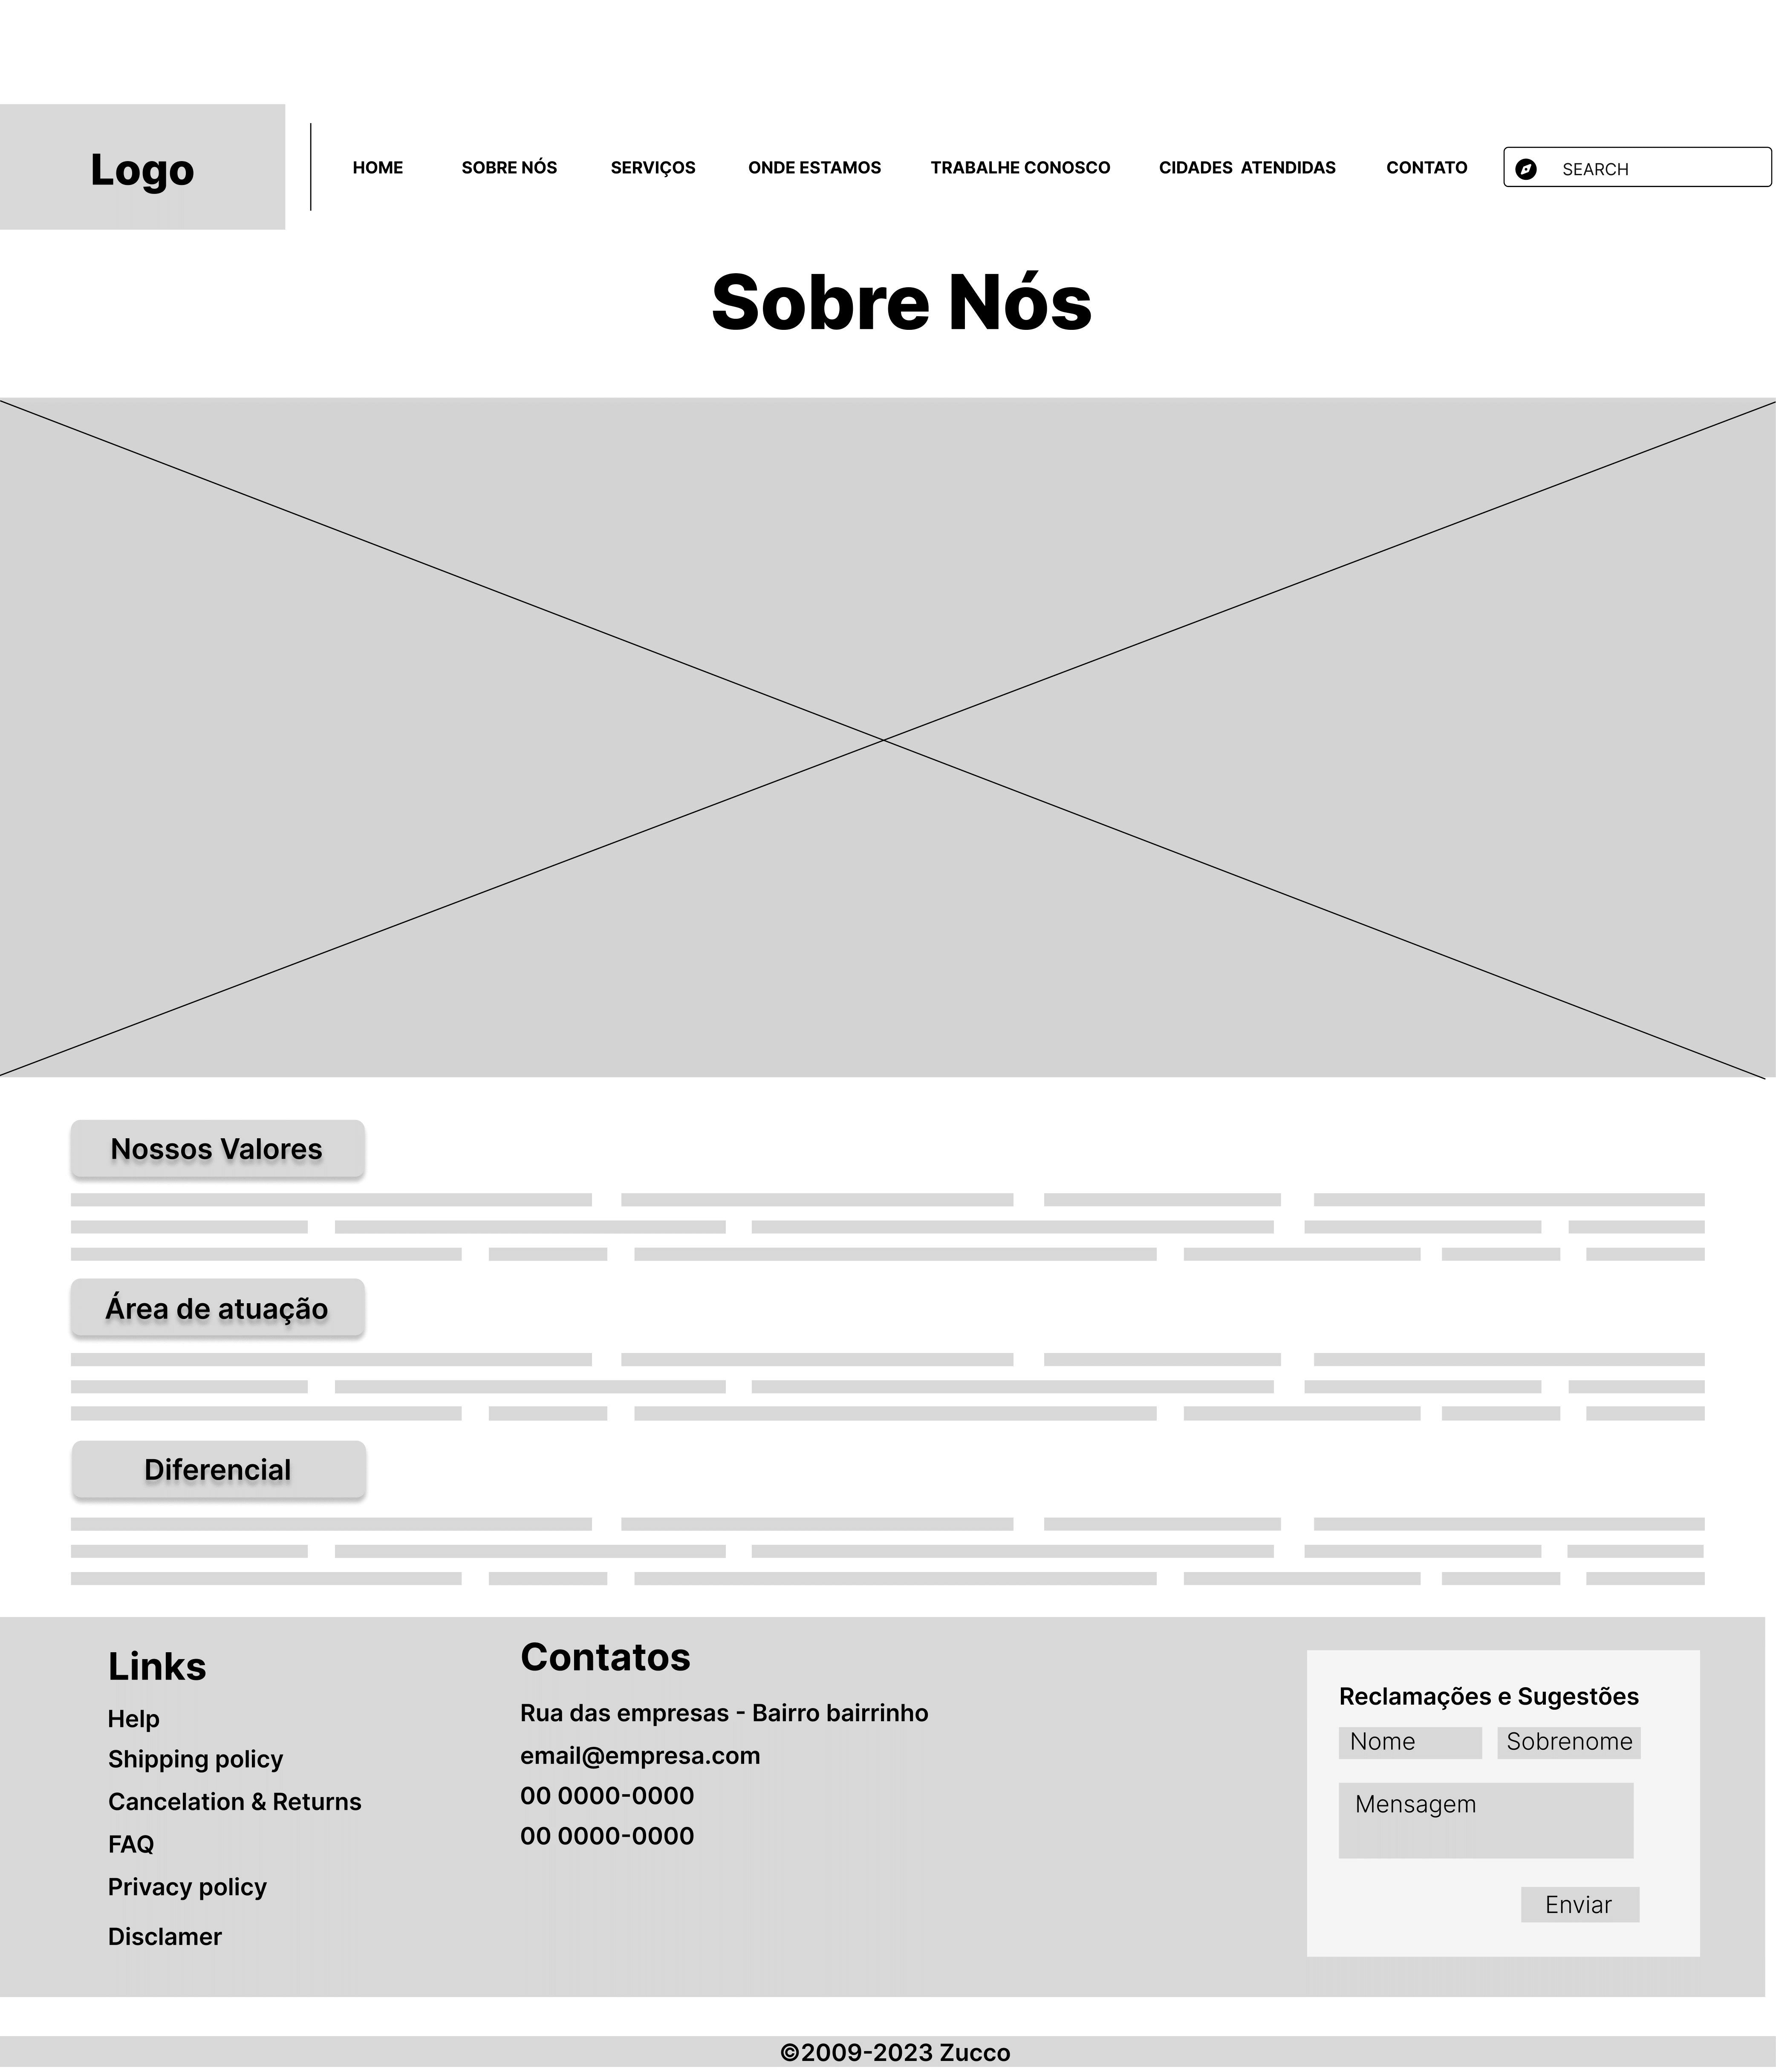 Logo
HOME SOBRE NÓS SERVIÇOS ONDE ESTAMOS TRABALHE CONOSCO CIDADES ATENDIDAS CONTATO SEARCH
Sobre Nós
Nossos Valores
Área de atuação
Diferencial
Links
Help
Shipping policy
Cancelation & Returns
FAQ
Privacy policy
Disclamer
Contatos
Rua das empresas - Bairro bairrinho
email@empresa.com
00 0000-0000
00 0000-0000
Reclamações e Sugestões
Nome Sobrenome
Mensagem
Enviar
©2009-2023 Zucco